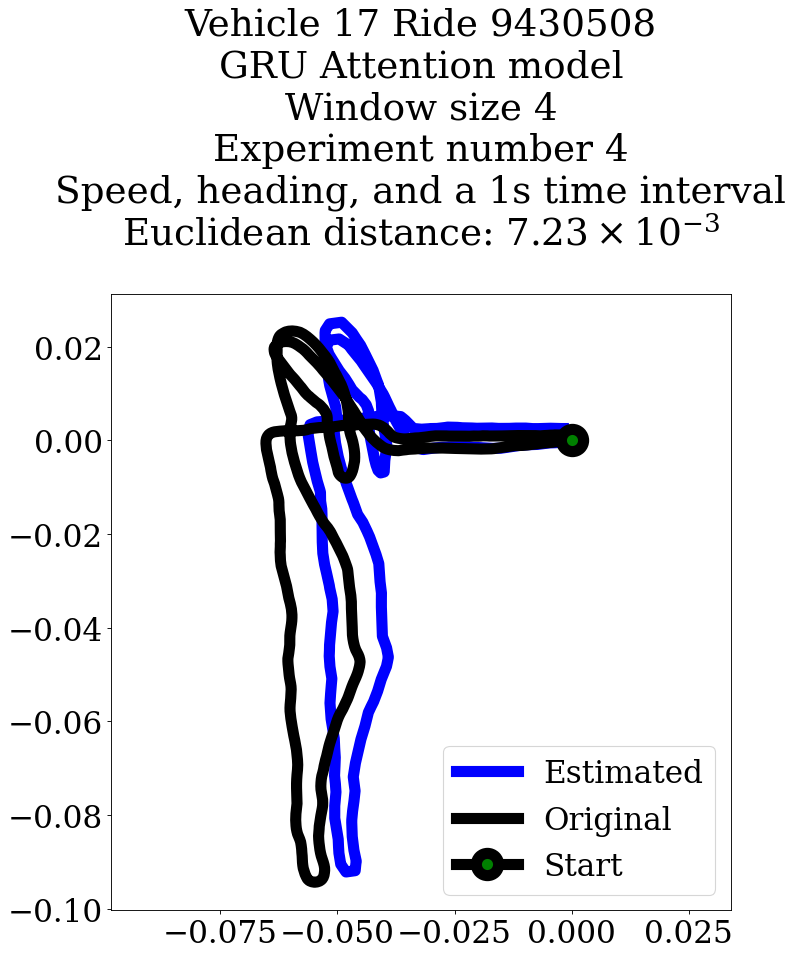 Vehicle 17 Ride 9430508
GRU Attention model
Window size 4
Experiment number 4
Speed, heading, and a 1s time interval
Euclidean distance: 7.23 × 10⁻³
0.02
0.00
−0.02
−0.04
−0.06
−0.08
−0.10
Estimated
Original
Start
−0.075 −0.050 −0.025 0.000 0.025